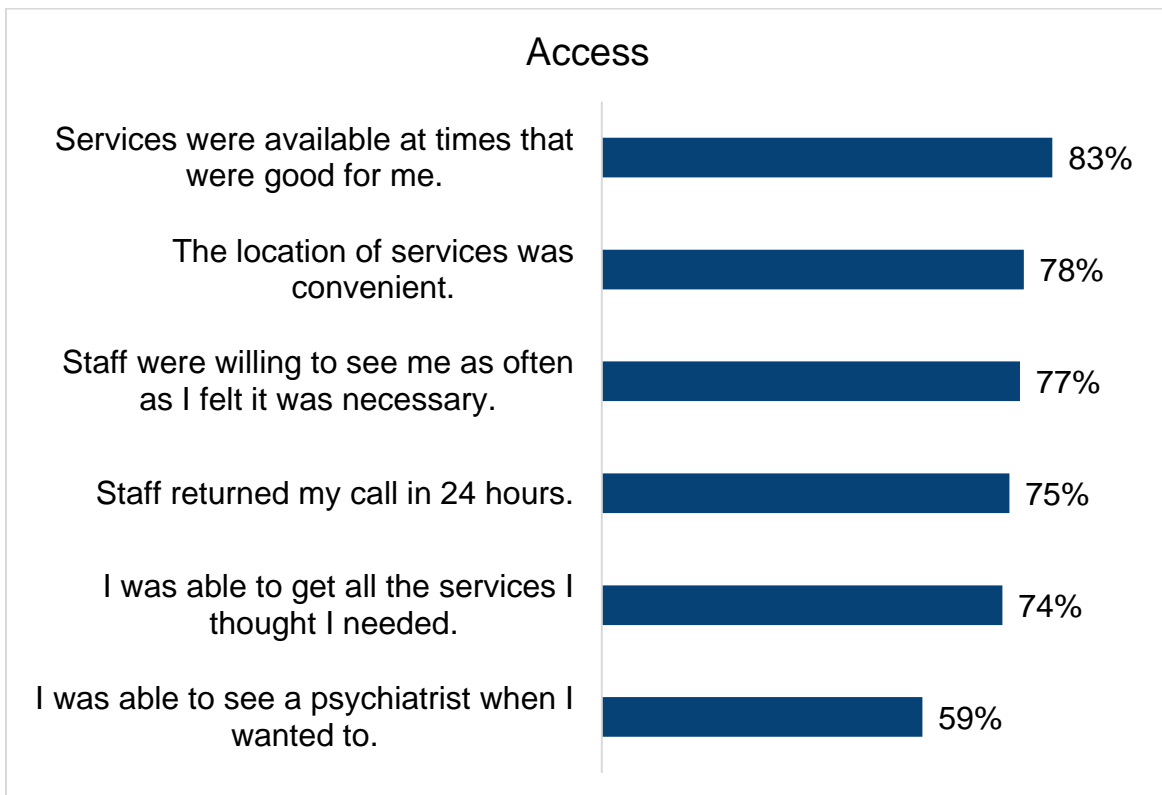 Access
Services were available at times that
were good for me.
83%
The location of services was
convenient.
78%
Staff were willing to see me as often
as I felt it was necessary.
77%
Staff returned my call in 24 hours.
75%
I was able to get all the services I
thought I needed.
74%
I was able to see a psychiatrist when I
wanted to.
59%